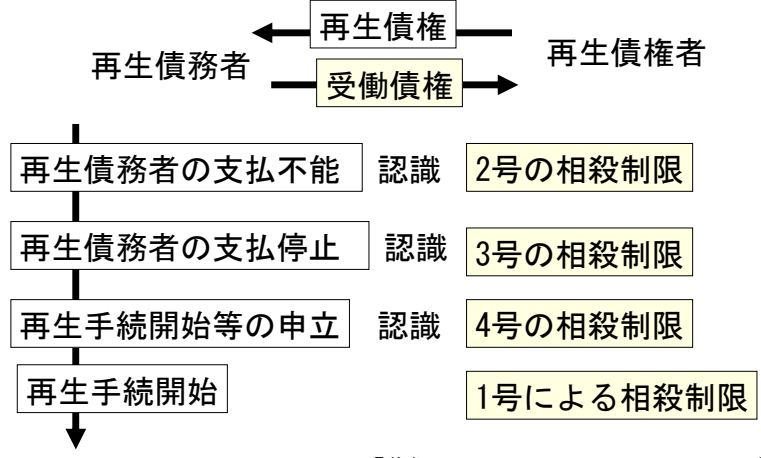 再生債権
再生債務者
再生債権者
受働債権
再生債務者の支払不能 認識 2号の相殺制限
再生債務者の支払停止 認識 3号の相殺制限
再生手続開始等の申立 認識 4号の相殺制限
再生手続開始 1号による相殺制限